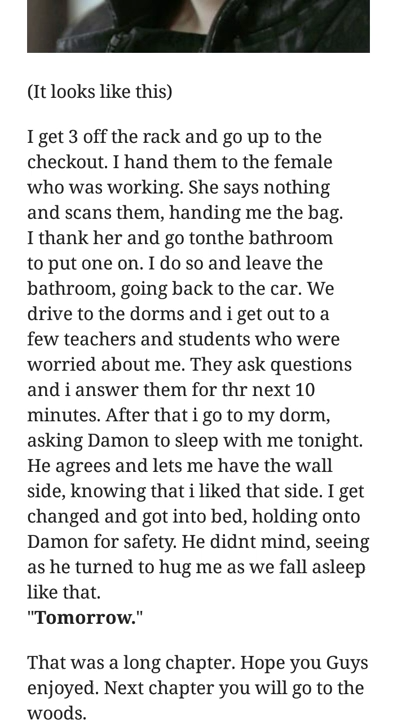 (It looks like this)
I get 3 off the rack and go up to the
checkout. I hand them to the female
who was working. She says nothing
and scans them, handing me the bag.
I thank her and go tonthe bathroom
to put one on. I do so and leave the
bathroom, going back to the car. We
drive to the dorms and i get out to a
few teachers and students who were
worried about me. They ask questions
and i answer them for thr next 10
minutes. After that i go to my dorm,
asking Damon to sleep with me tonight.
He agrees and lets me have the wall
side, knowing that i liked that side. I get
changed and got into bed, holding onto
Damon for safety. He didnt mind, seeing
as he turned to hug me as we fall asleep
like that.
"Tomorrow."
That was a long chapter. Hope you Guys
enjoyed. Next chapter you will go to the
woods.